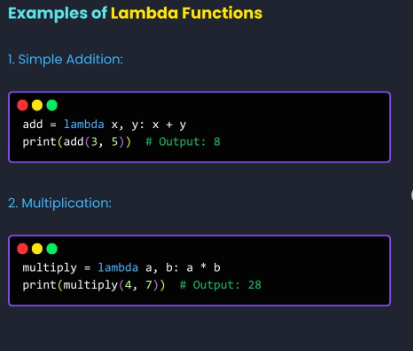 Examples of Lambda Functions
1. Simple Addition:
add = lambda x, y: x + y
print(add(3, 5))  # Output: 8
2. Multiplication:
multiply = lambda a, b: a * b
print(multiply(4, 7))  # Output: 28